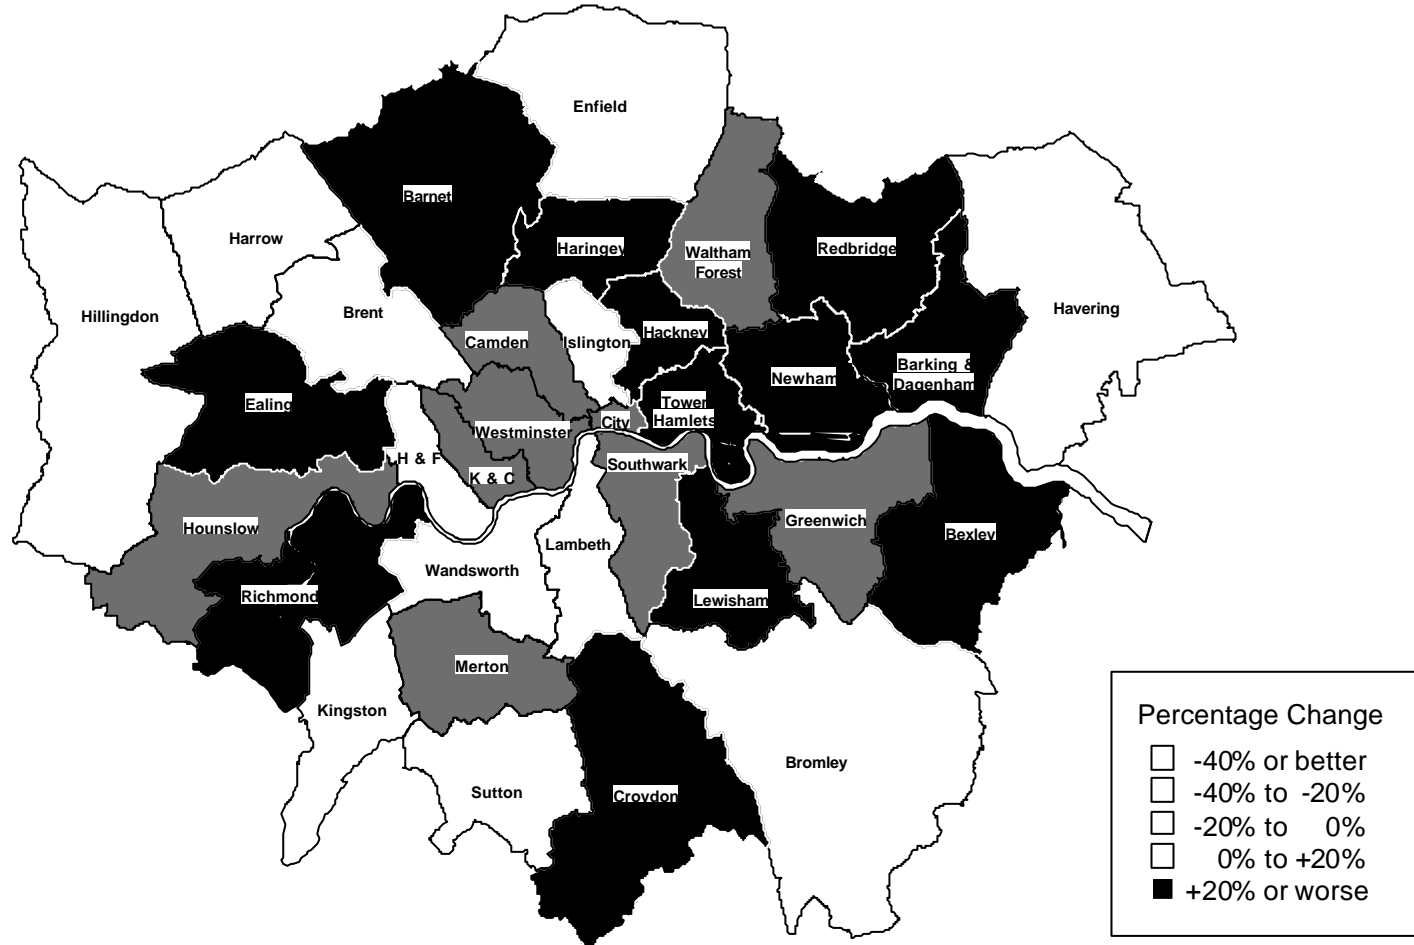 Enfield
Barnet
Harrow
Haringey
Waltham
Forest
Redbridge
Hillingdon
Brent
Havering
Camden
Islington
Hackney
Barking &
Dagenham
Newham
Ealing
Tower
Hamlets
Westminster
City
H & F
K & C
Southwark
Hounslow
Greenwich
Bexley
Lambeth
Wandsworth
Richmond
Lewisham
Merton
Kingston
Bromley
Sutton
Croydon
Percentage Change
-40% or better
-40% to -20%
-20% to 0%
0% to +20%
+20% or worse